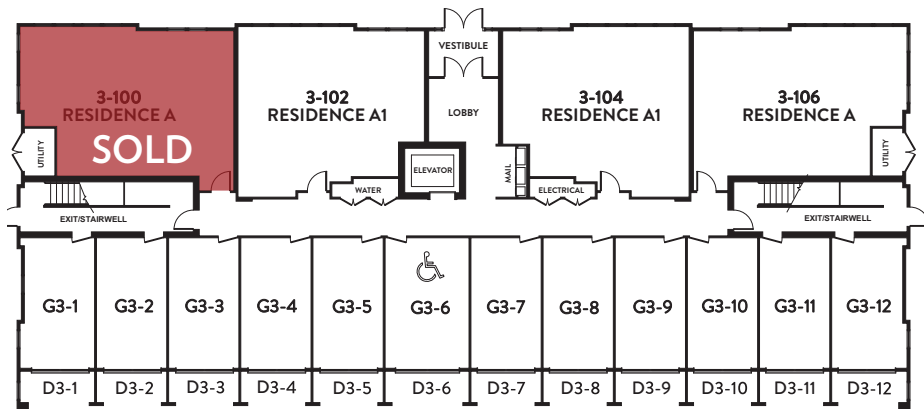 VESTIBULE
3-100
RESIDENCE A
SOLD
3-102
RESIDENCE A1
LOBBY
3-104
RESIDENCE A1
3-106
RESIDENCE A
UTILITY
ELEVATOR
MAIL
UTILITY
WATER
ELECTRICAL
EXIT/STAIRWELL
EXIT/STAIRWELL
G3-1
G3-2
G3-3
G3-4
G3-5
G3-6
G3-7
G3-8
G3-9
G3-10
G3-11
G3-12
D3-1
D3-2
D3-3
D3-4
D3-5
D3-6
D3-7
D3-8
D3-9
D3-10
D3-11
D3-12